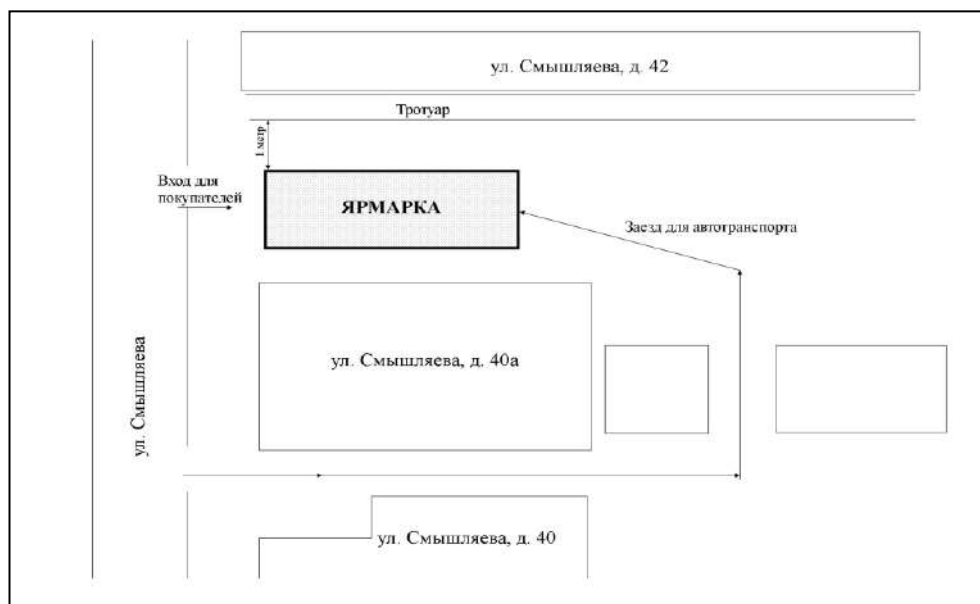 ул. Смышляева, д. 42
Тротуар
1 метр
Вход для
покупателей
ЯРМАРКА
Заезд для автотранспорта
ул. Смышляева, д. 40а
ул. Смышляева
ул. Смышляева, д. 40